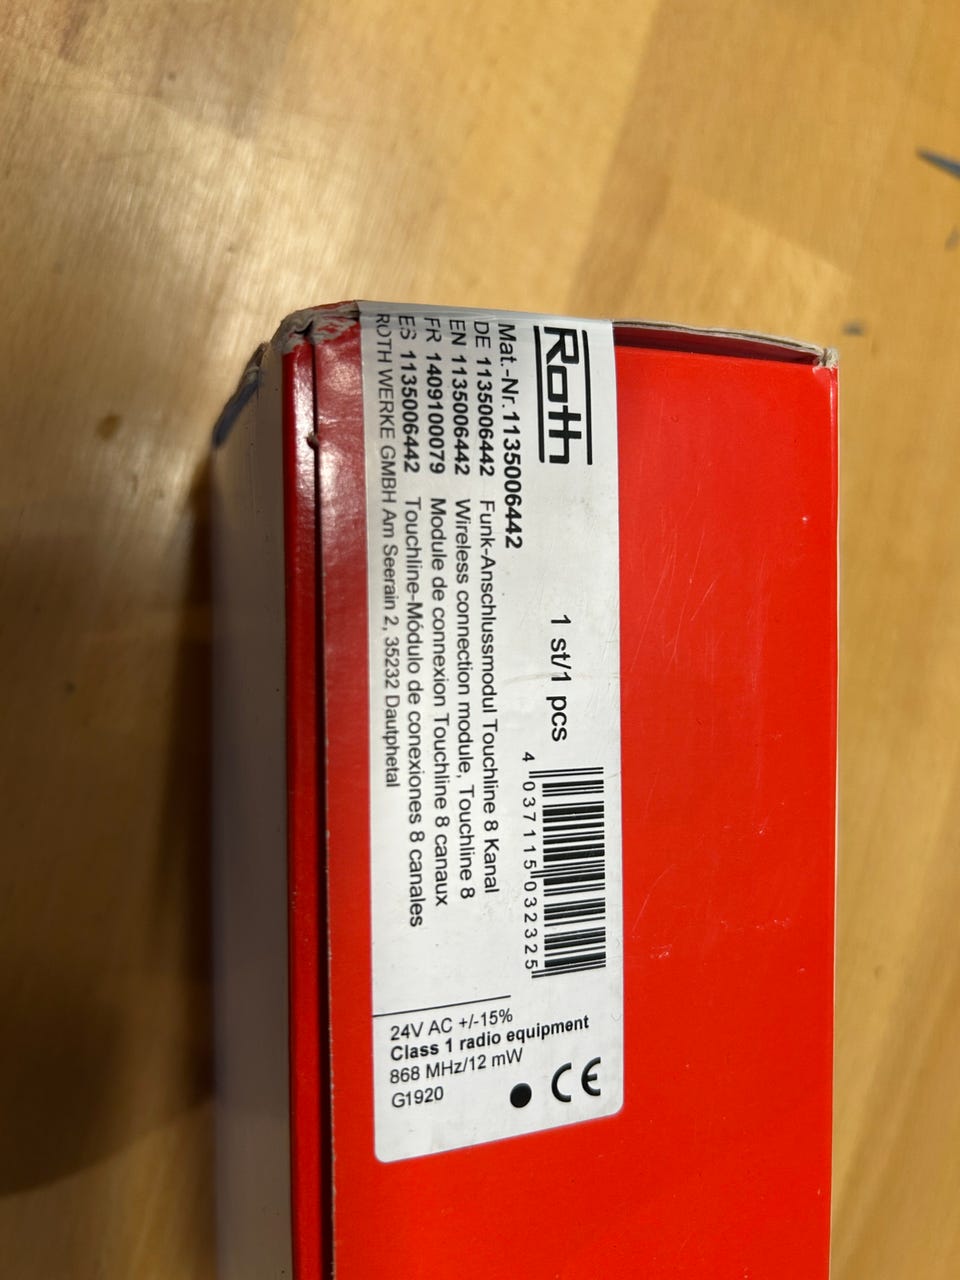 Roth
1 st/1 pcs
4 037115 032325
Mat.-Nr.1135006442
DE 1135006442 Funk-Anschlussmodul Touchline 8 Kanal
EN 1135006442 Wireless connection module, Touchline 8
FR 1409100079 Module de connexion Touchline 8 canaux
ES 1135006442 Touchline-Módulo de conexiones 8 canales
ROTH WERKE GMBH Am Seerain 2, 35232 Dautphetal
24V AC +/-15%
Class 1 radio equipment
868 MHz/12 mW
G1920
CE